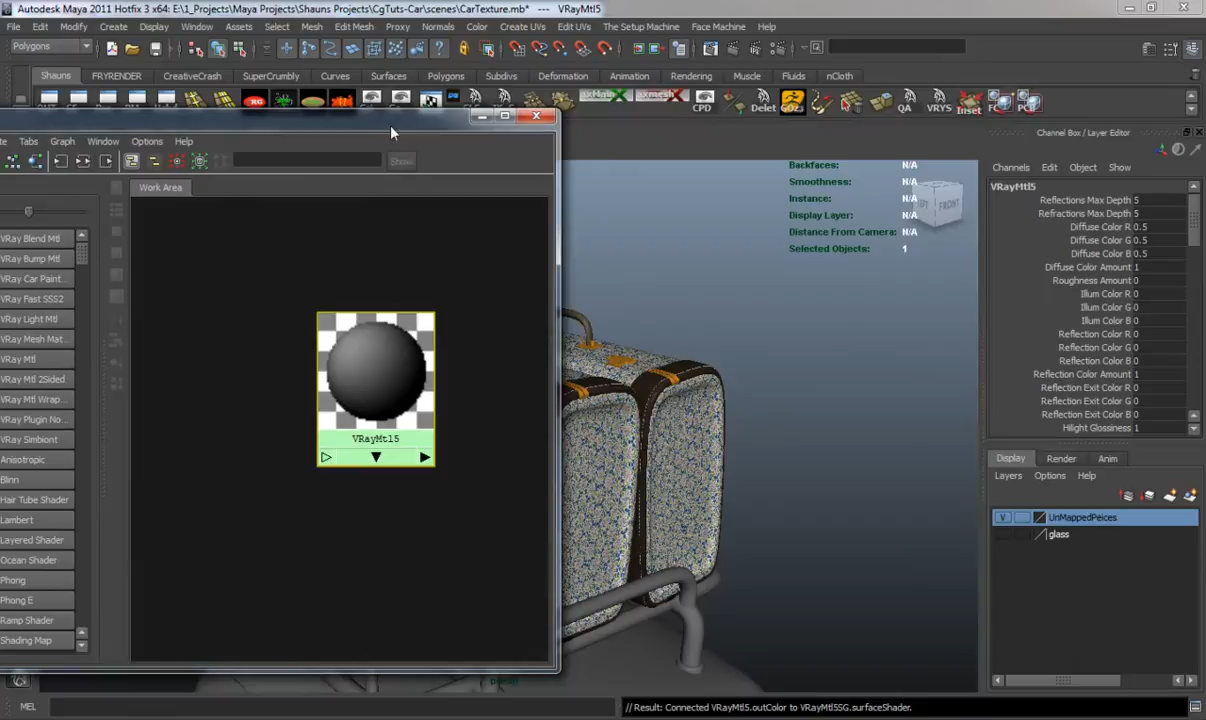 Autodesk Maya 2011 Hotfix 3 x64: E:\1_Projects\Maya Projects\Shauns Projects\CgTuts-Car\scenes\CarTexture.mb* --- VRayMtl5
File Edit Modify Create Display Window Assets Select Mesh Edit Mesh Proxy Normals Color Create UVs Edit UVs The Setup Machine Face Machine Help
Polygons
Shauns FRYRENDER CreativeCrash SuperCrumbly Curves Surfaces Polygons Subdivs Deformation Animation Rendering Muscle Fluids nCloth
CPD Delet GOZ QA VRYS Inset
Tabs Graph Window Options Help
Show
Work Area
VRay Blend Mtl
VRay Bump Mtl
VRay Car Paint...
VRay Fast SSS2
VRay Light Mtl
VRay Mesh Mat...
VRay Mtl
VRay Mtl 2Sided
VRay Mtl Wrap...
VRay Plugin No...
VRay Simbiont
Anisotropic
Blinn
Hair Tube Shader
Lambert
Layered Shader
Ocean Shader
Phong
Phong E
Ramp Shader
Shading Map
VRayMtl5
Backfaces: N/A
Smoothness: N/A
Instance: N/A
Display Layer: N/A
Distance From Camera: N/A
Selected Objects: 1
FRONT
persp
Channel Box / Layer Editor
Channels Edit Object Show
VRayMtl5
Reflections Max Depth 5
Refractions Max Depth 5
Diffuse Color R 0.5
Diffuse Color G 0.5
Diffuse Color B 0.5
Diffuse Color Amount 1
Roughness Amount 0
Illum Color R 0
Illum Color G 0
Illum Color B 0
Reflection Color R 0
Reflection Color G 0
Reflection Color B 0
Reflection Color Amount 1
Reflection Exit Color R 0
Reflection Exit Color G 0
Reflection Exit Color B 0
Hilight Glossiness 1
Display Render Anim
Layers Options Help
V UnMappedPeices
glass
MEL
// Result: Connected VRayMtl5.outColor to VRayMtl5SG.surfaceShader.